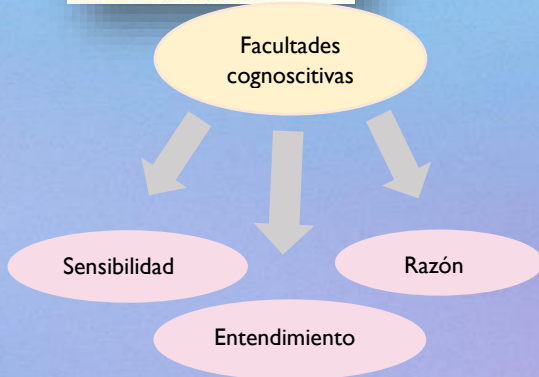 Facultades
cognoscitivas
Sensibilidad
Razón
Entendimiento